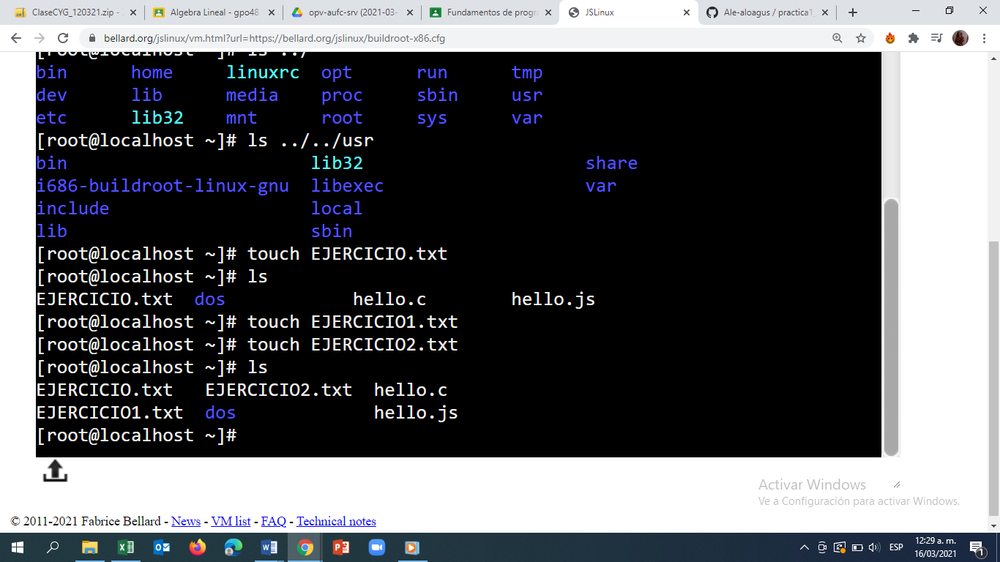 ClaseCYG_120321.zip -
Algebra Lineal - gpo48
opv-aufc-srv (2021-03-
Fundamentos de progra
JSLinux
Ale-aloagus / practica1_
bellard.org/jslinux/vm.html?url=https://bellard.org/jslinux/buildroot-x86.cfg
[root@localhost ~]# ls ../
bin home linuxrc opt run tmp
dev lib media proc sbin usr
etc lib32 mnt root sys var
[root@localhost ~]# ls ../../usr
bin lib32 share
i686-buildroot-linux-gnu libexec var
include local
lib sbin
[root@localhost ~]# touch EJERCICIO.txt
[root@localhost ~]# ls
EJERCICIO.txt dos hello.c hello.js
[root@localhost ~]# touch EJERCICIO1.txt
[root@localhost ~]# touch EJERCICIO2.txt
[root@localhost ~]# ls
EJERCICIO.txt EJERCICIO2.txt hello.c
EJERCICIO1.txt dos hello.js
[root@localhost ~]#
Activar Windows
Ve a Configuración para activar Windows.
© 2011-2021 Fabrice Bellard - News - VM list - FAQ - Technical notes
ESP
12:29 a. m.
16/03/2021
1